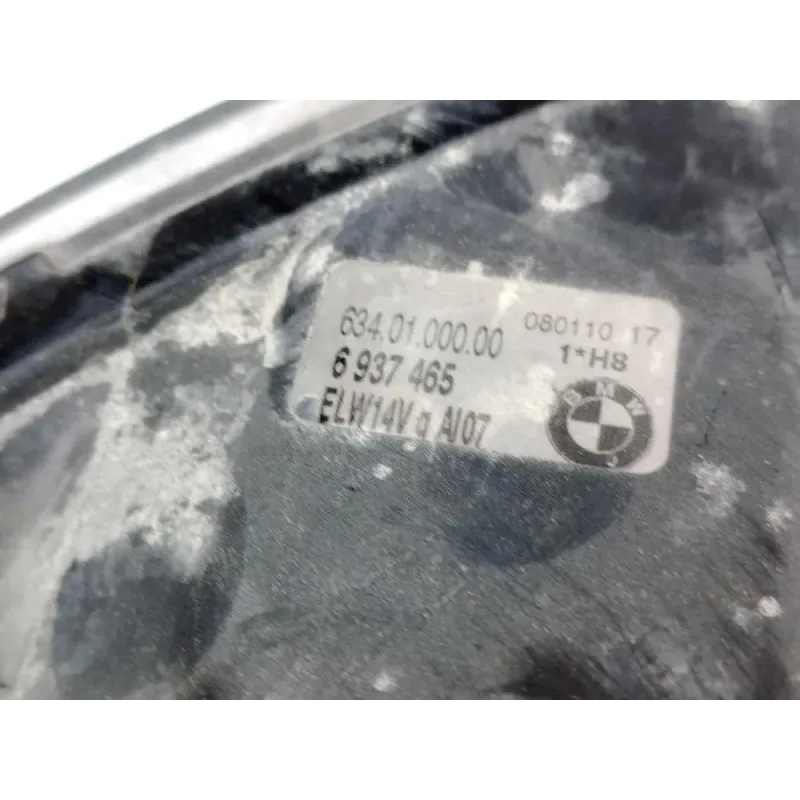 634.01.000.00 080110 17
6 937 465 1*H8
ELW14V g AI07
BMW